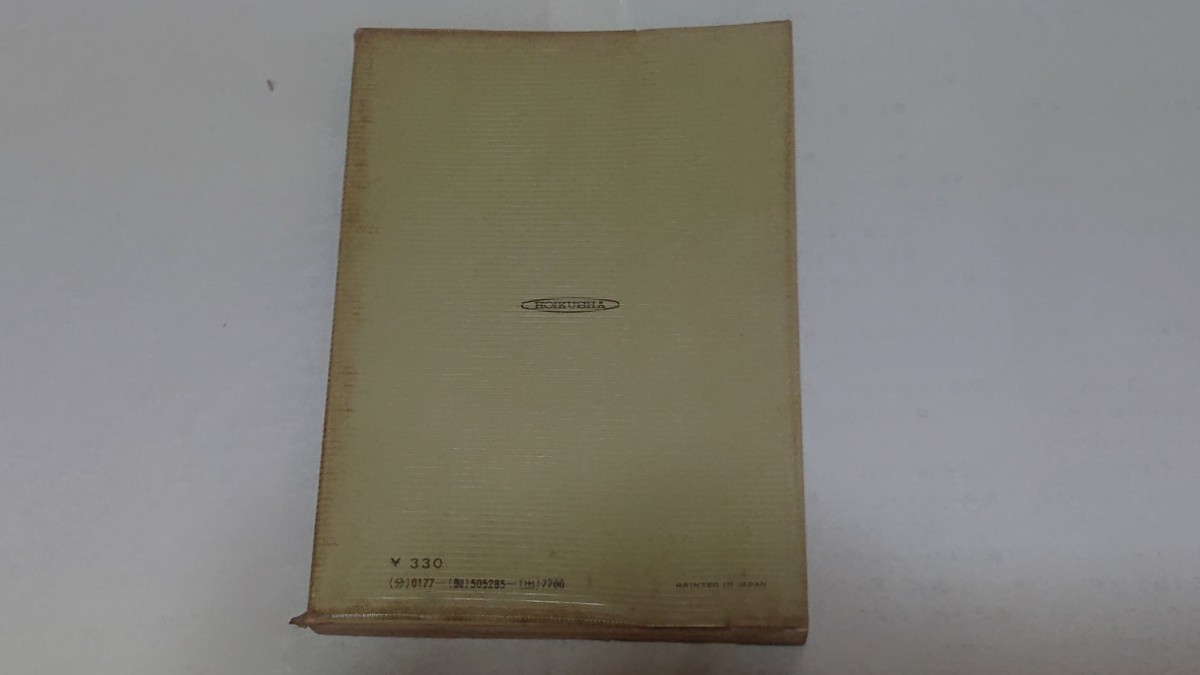 HOIKUSHA
¥ 330
(分)0177-(製)505285-(出)7700
PRINTED IN JAPAN